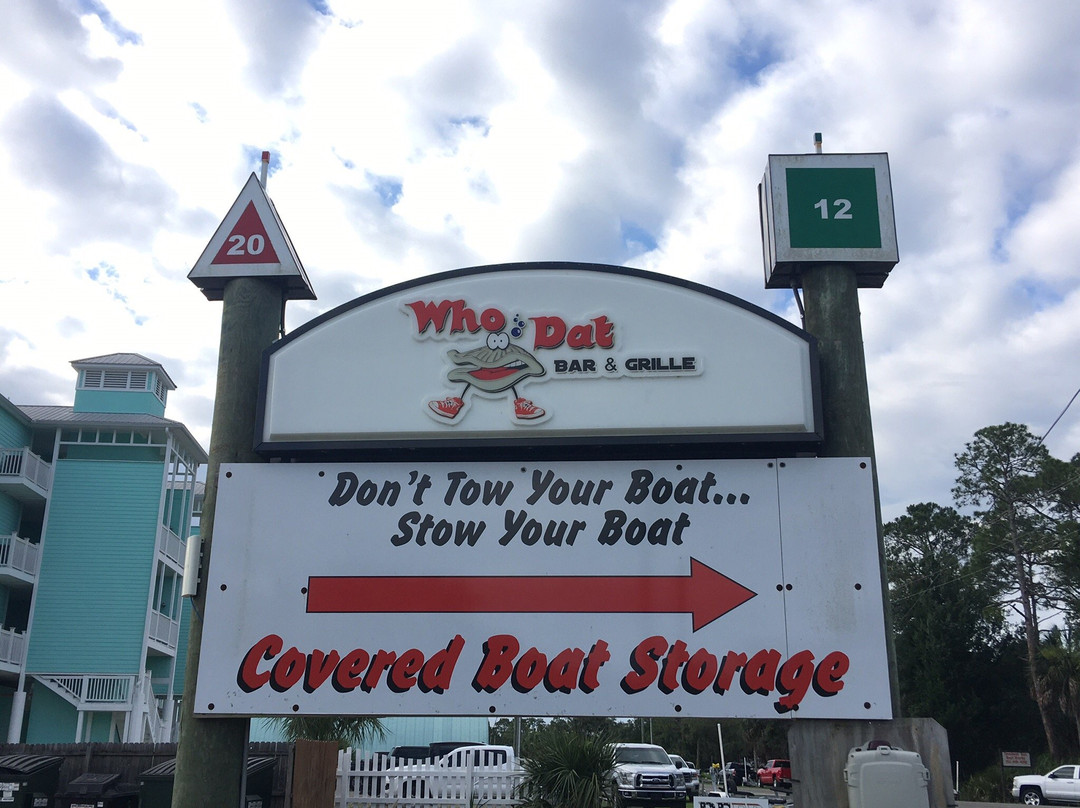 20
12
Who Dat
BAR & GRILLE
Don't Tow Your Boat...
Stow Your Boat
Covered Boat Storage